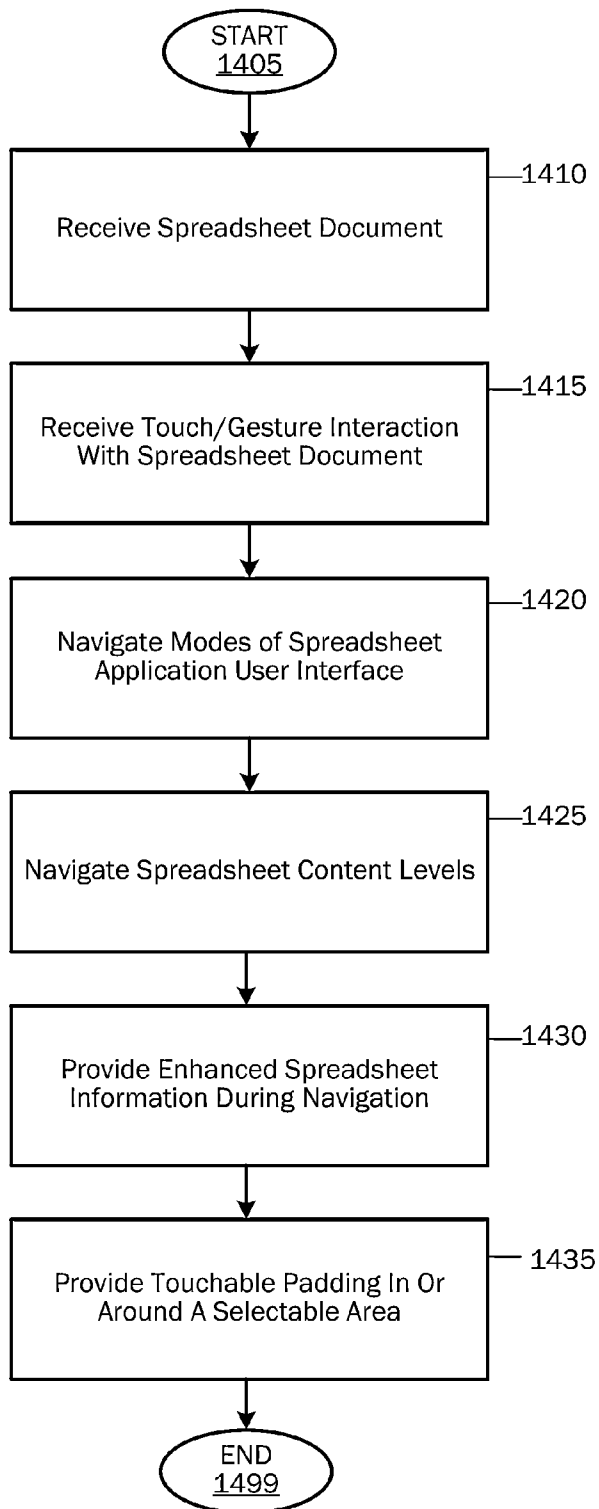 START
1405
1410
Receive Spreadsheet Document
1415
Receive Touch/Gesture Interaction
With Spreadsheet Document
1420
Navigate Modes of Spreadsheet
Application User Interface
1425
Navigate Spreadsheet Content Levels
1430
Provide Enhanced Spreadsheet
Information During Navigation
1435
Provide Touchable Padding In Or
Around A Selectable Area
END
1499